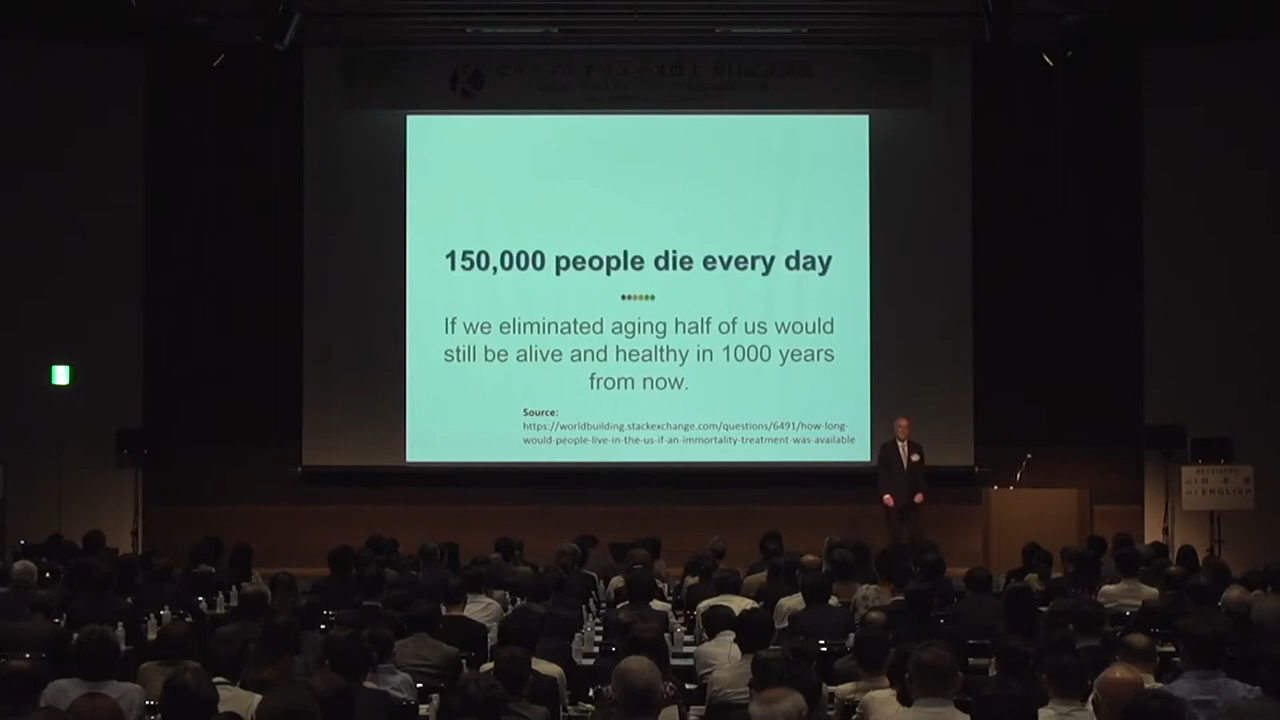 150,000 people die every day
If we eliminated aging half of us would
still be alive and healthy in 1000 years
from now.
Source:
https://worldbuilding.stackexchange.com/questions/6491/how-long-
would-people-live-in-the-us-if-an-immortality-treatment-was-available
ENGLISH